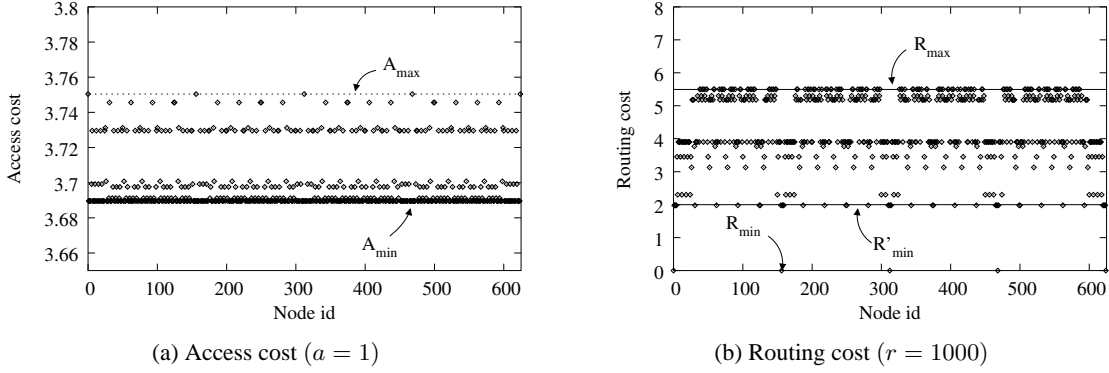 3.8
3.76
3.74
3.72
3.7
3.68
3.66
Access cost
A_max
A_min
0 100 200 300 400 500 600
Node id
(a) Access cost (a = 1)
8
7
6
5
4
3
2
1
0
Routing cost
R_max
R_min
R'_min
0 100 200 300 400 500 600
Node id
(b) Routing cost (r = 1000)